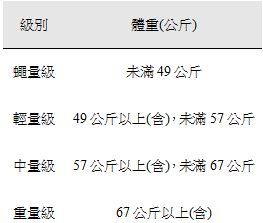 級別 體重(公斤)
蠅量級 未滿 49 公斤
輕量級 49 公斤以上(含)，未滿 57 公斤
中量級 57 公斤以上(含)，未滿 67 公斤
重量級 67 公斤以上(含)